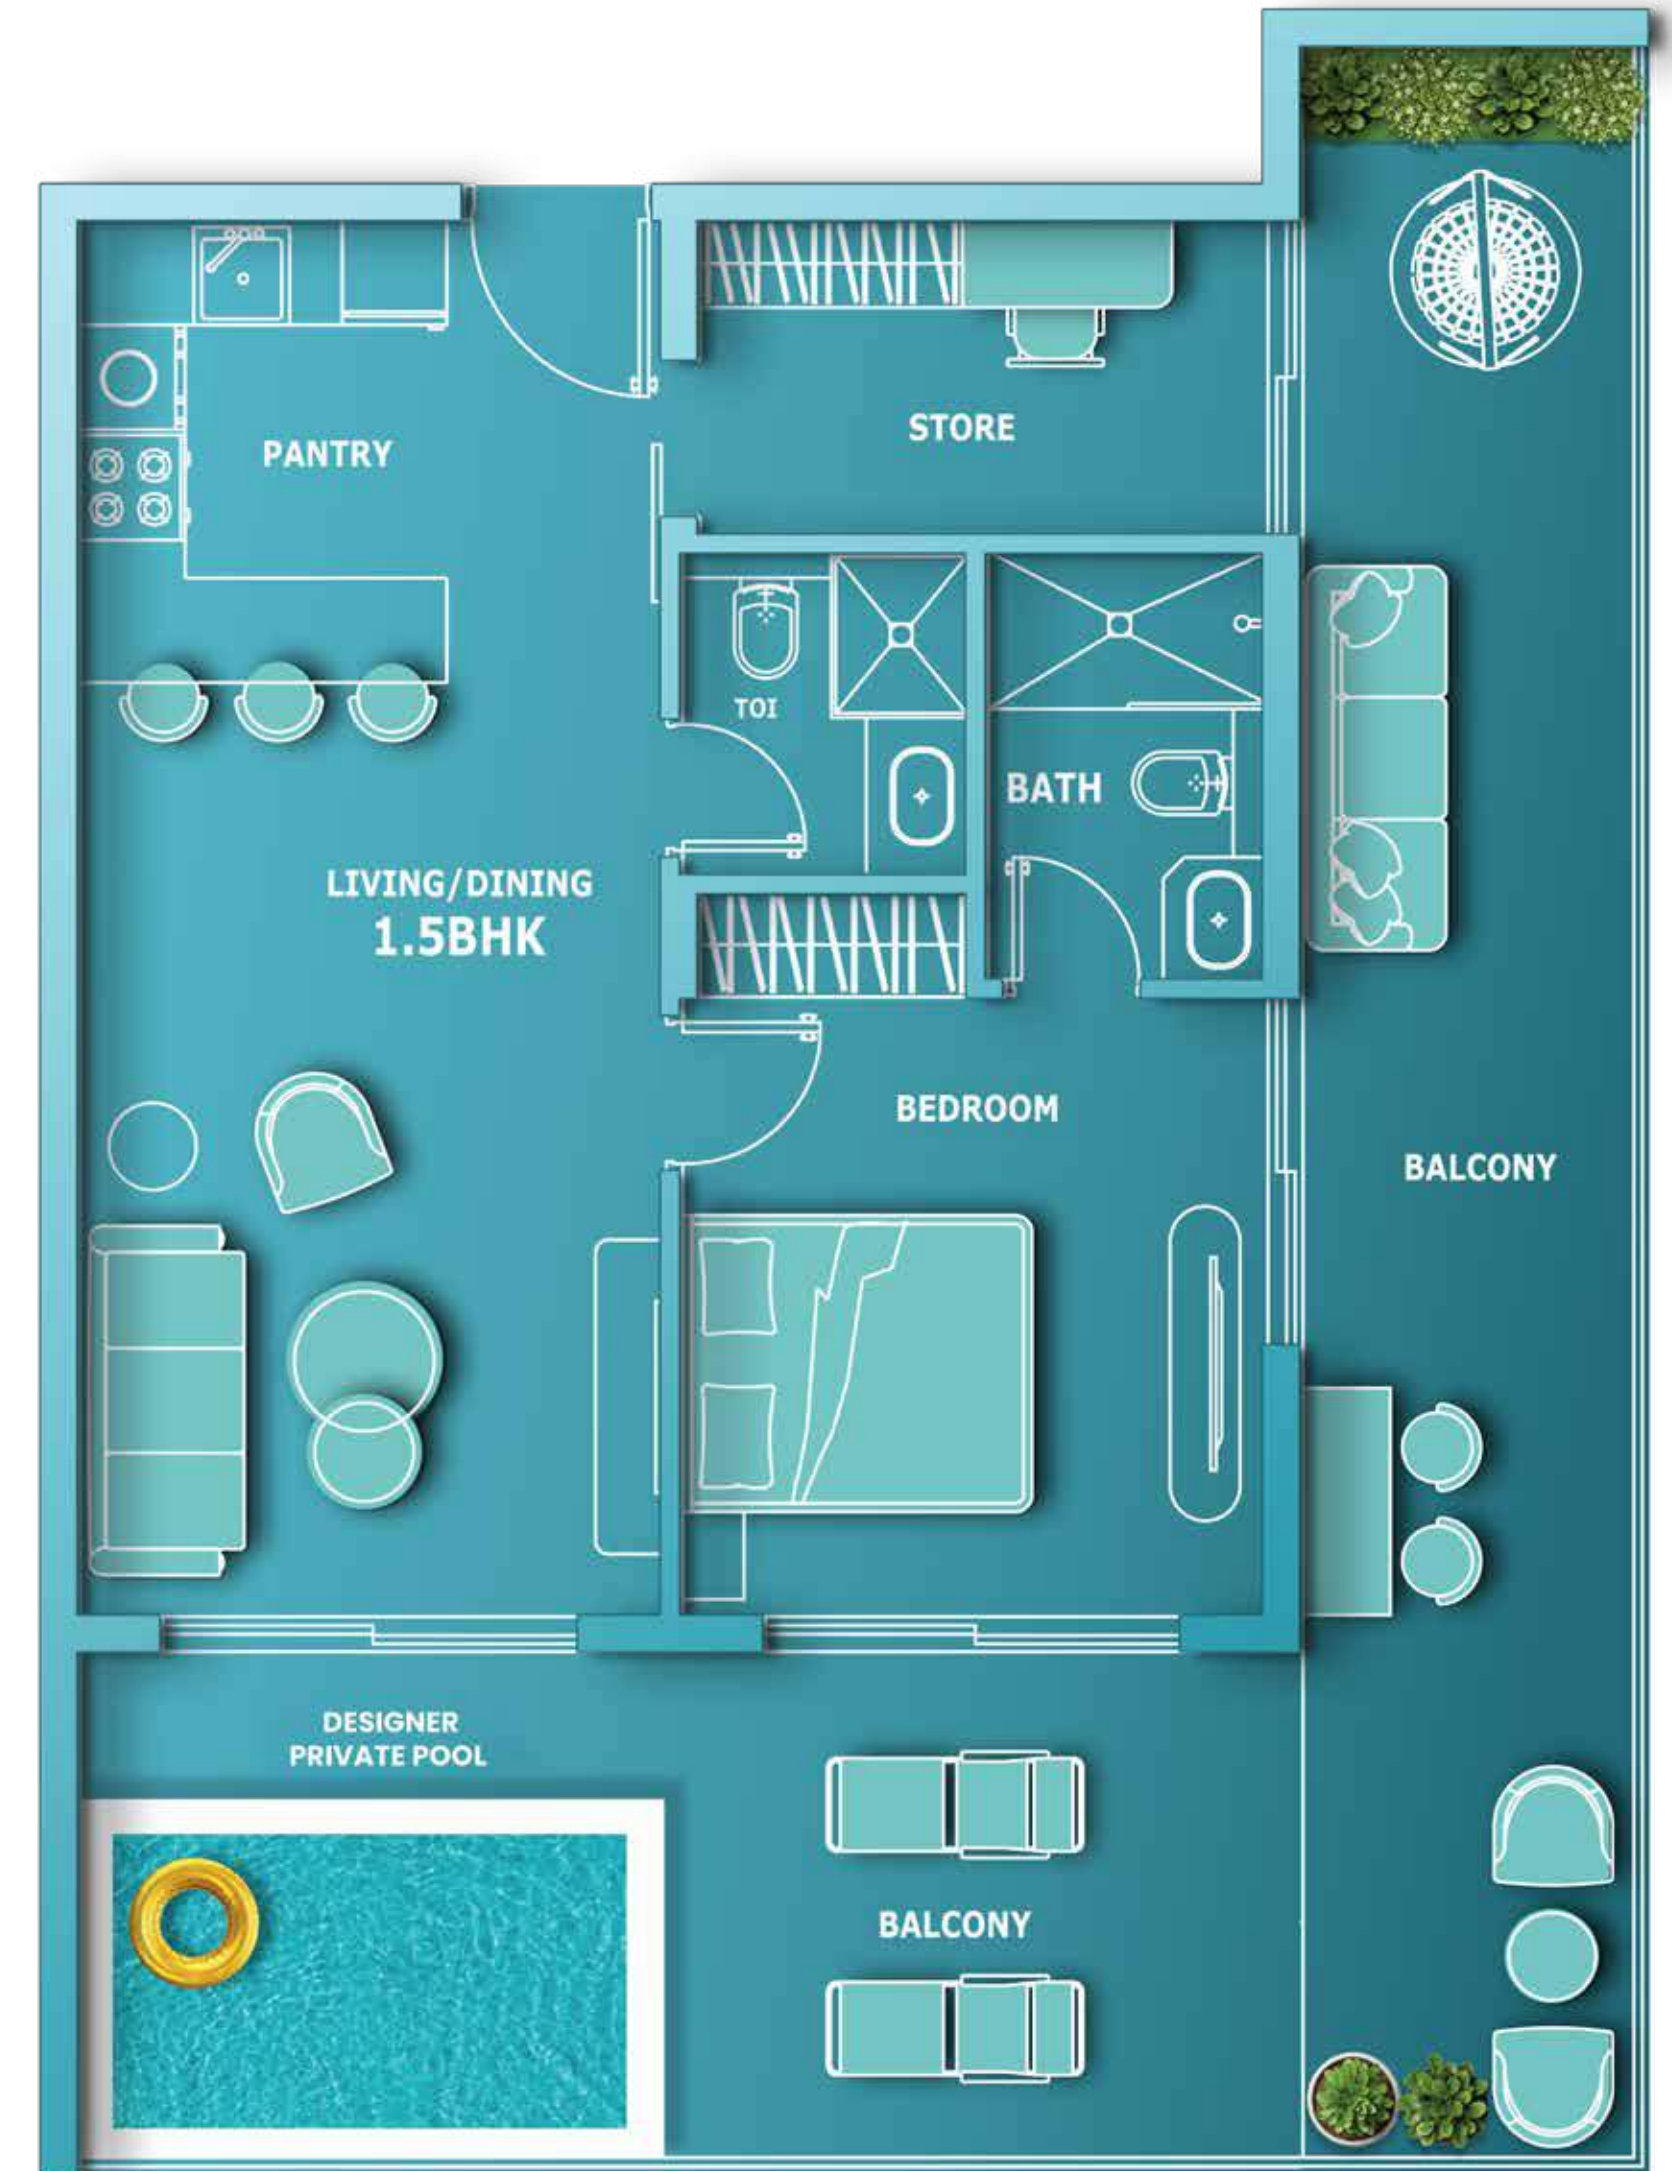 STORE
PANTRY
TOI
BATH
LIVING/DINING
1.5BHK
BEDROOM
BALCONY
DESIGNER
PRIVATE POOL
BALCONY